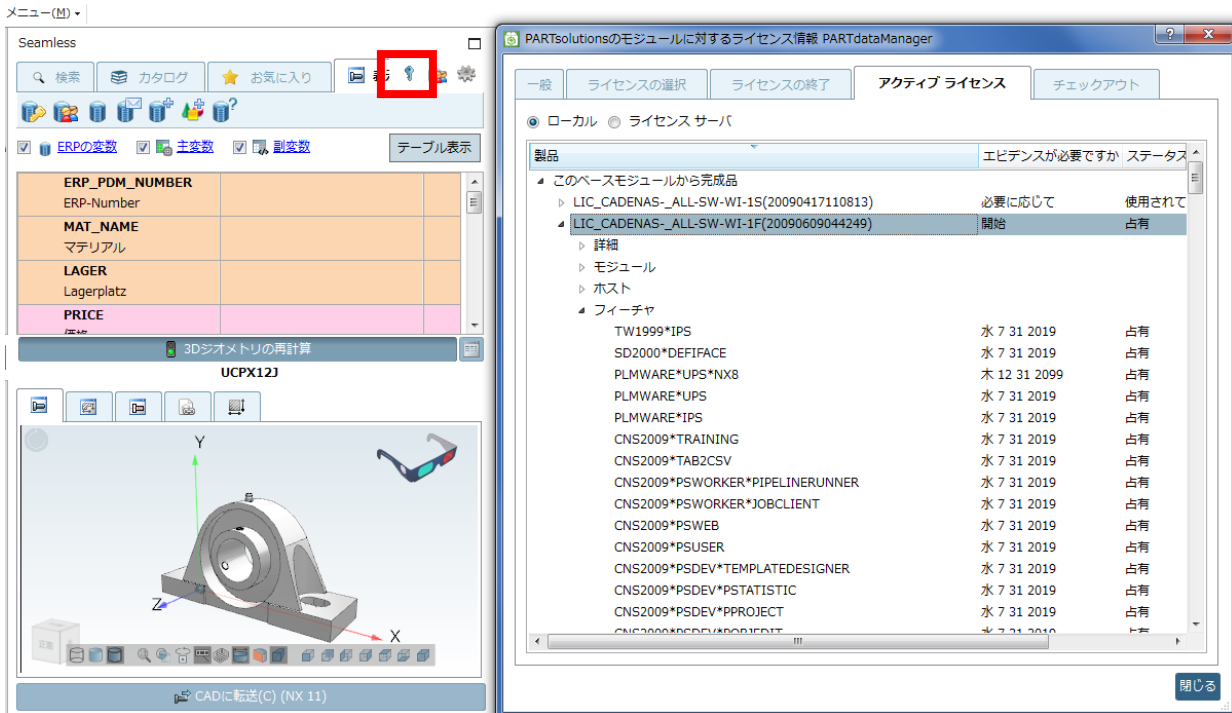 メニュー(M)
Seamless
検索
カタログ
お気に入り
ERPの変数
主変数
副変数
テーブル表示
ERP_PDM_NUMBER
ERP-Number
MAT_NAME
マテリアル
LAGER
Lagerplatz
PRICE
価格
3Dジオメトリの再計算
UCPX12J
Y
Z
X
正面
CADに転送(C) (NX 11)
PARTsolutionsのモジュールに対するライセンス情報 PARTdataManager
一般
ライセンスの選択
ライセンスの終了
アクティブ ライセンス
チェックアウト
ローカル
ライセンス サーバ
製品 エビデンスが必要ですか ステータス
このベースモジュールから完成品
LIC_CADENAS-_ALL-SW-WI-1S(20090417110813) 必要に応じて 使用されて
LIC_CADENAS-_ALL-SW-WI-1F(20090609044249) 開始 占有
詳細
モジュール
ホスト
フィーチャ
TW1999*IPS 水 7 31 2019 占有
SD2000*DEFIFACE 水 7 31 2019 占有
PLMWARE*UPS*NX8 木 12 31 2099 占有
PLMWARE*UPS 水 7 31 2019 占有
PLMWARE*IPS 水 7 31 2019 占有
CNS2009*TRAINING 水 7 31 2019 占有
CNS2009*TAB2CSV 水 7 31 2019 占有
CNS2009*PSWORKER*PIPELINERUNNER 水 7 31 2019 占有
CNS2009*PSWORKER*JOBCLIENT 水 7 31 2019 占有
CNS2009*PSWEB 水 7 31 2019 占有
CNS2009*PSUSER 水 7 31 2019 占有
CNS2009*PSDEV*TEMPLATEDESIGNER 水 7 31 2019 占有
CNS2009*PSDEV*PSTATISTIC 水 7 31 2019 占有
CNS2009*PSDEV*PPROJECT 水 7 31 2019 占有
CNS2009*PSDEV*POBJEDIT 水 7 31 2019 占有
閉じる